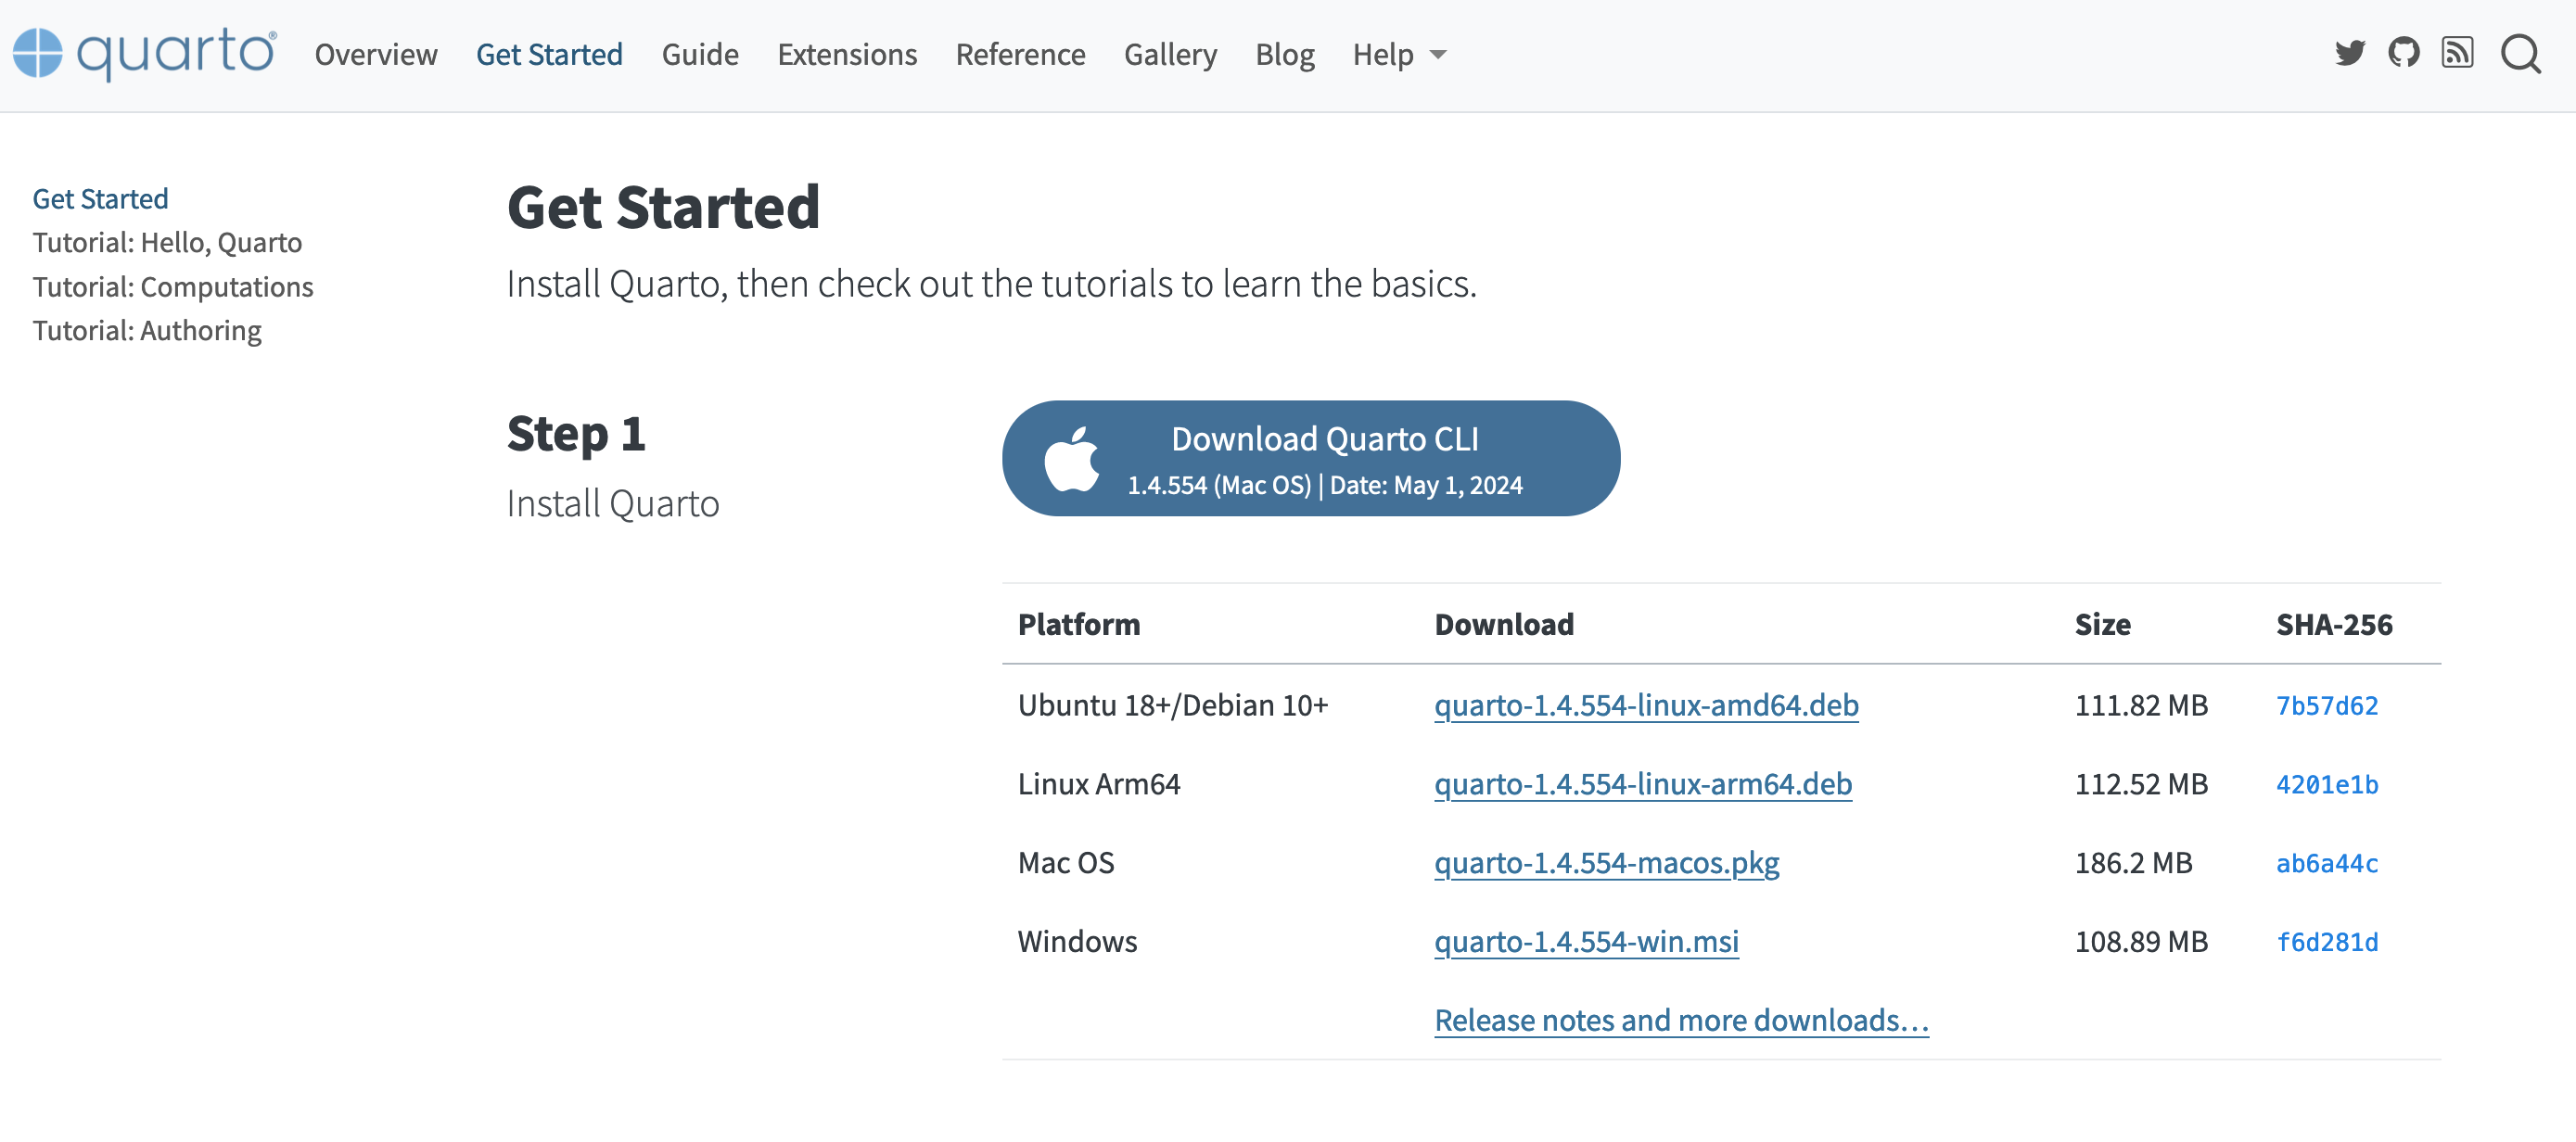 quarto®
Overview Get Started Guide Extensions Reference Gallery Blog Help
Get Started
Tutorial: Hello, Quarto
Tutorial: Computations
Tutorial: Authoring
Get Started
Install Quarto, then check out the tutorials to learn the basics.
Step 1
Install Quarto
Download Quarto CLI
1.4.554 (Mac OS) | Date: May 1, 2024
Platform Download Size SHA-256
Ubuntu 18+/Debian 10+ quarto-1.4.554-linux-amd64.deb 111.82 MB 7b57d62
Linux Arm64 quarto-1.4.554-linux-arm64.deb 112.52 MB 4201e1b
Mac OS quarto-1.4.554-macos.pkg 186.2 MB ab6a44c
Windows quarto-1.4.554-win.msi 108.89 MB f6d281d
Release notes and more downloads...